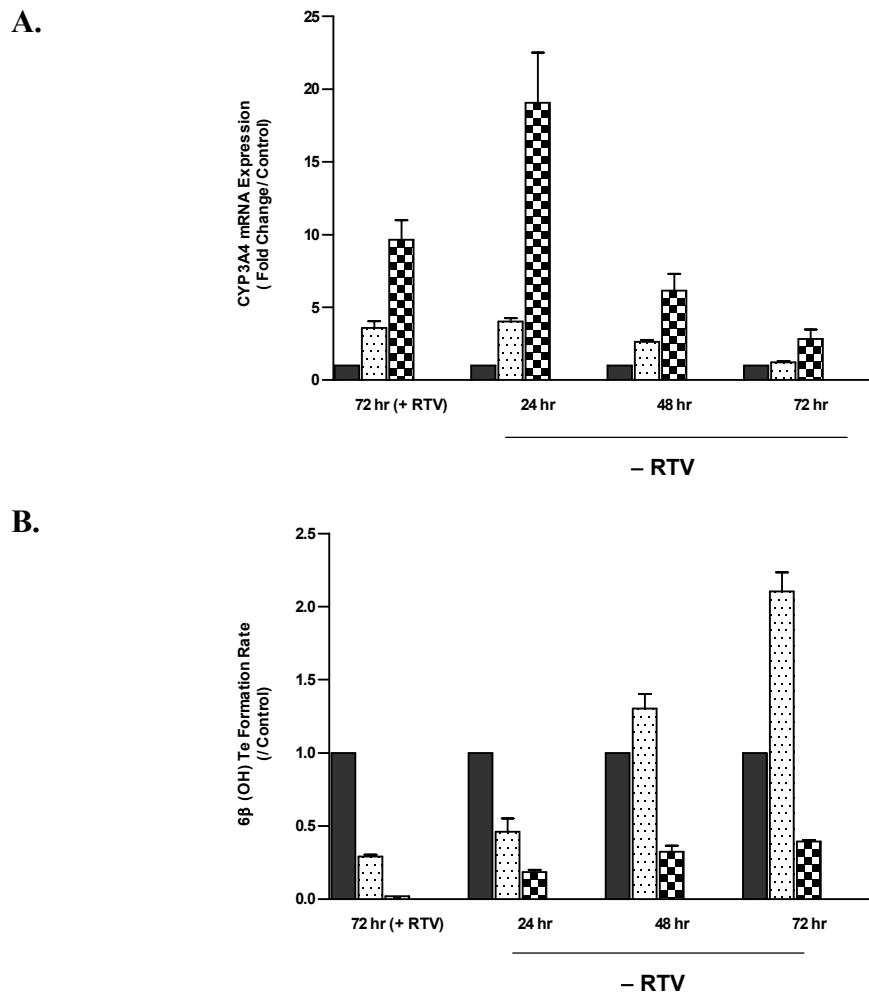 A.
CYP3A4 mRNA Expression
( Fold Change/ Control)
25
20
15
10
5
0
72 hr (+ RTV)
24 hr
48 hr
72 hr
– RTV
B.
6β (OH) Te Formation Rate
(/ Control)
2.5
2.0
1.5
1.0
0.5
0.0
72 hr (+ RTV)
24 hr
48 hr
72 hr
– RTV